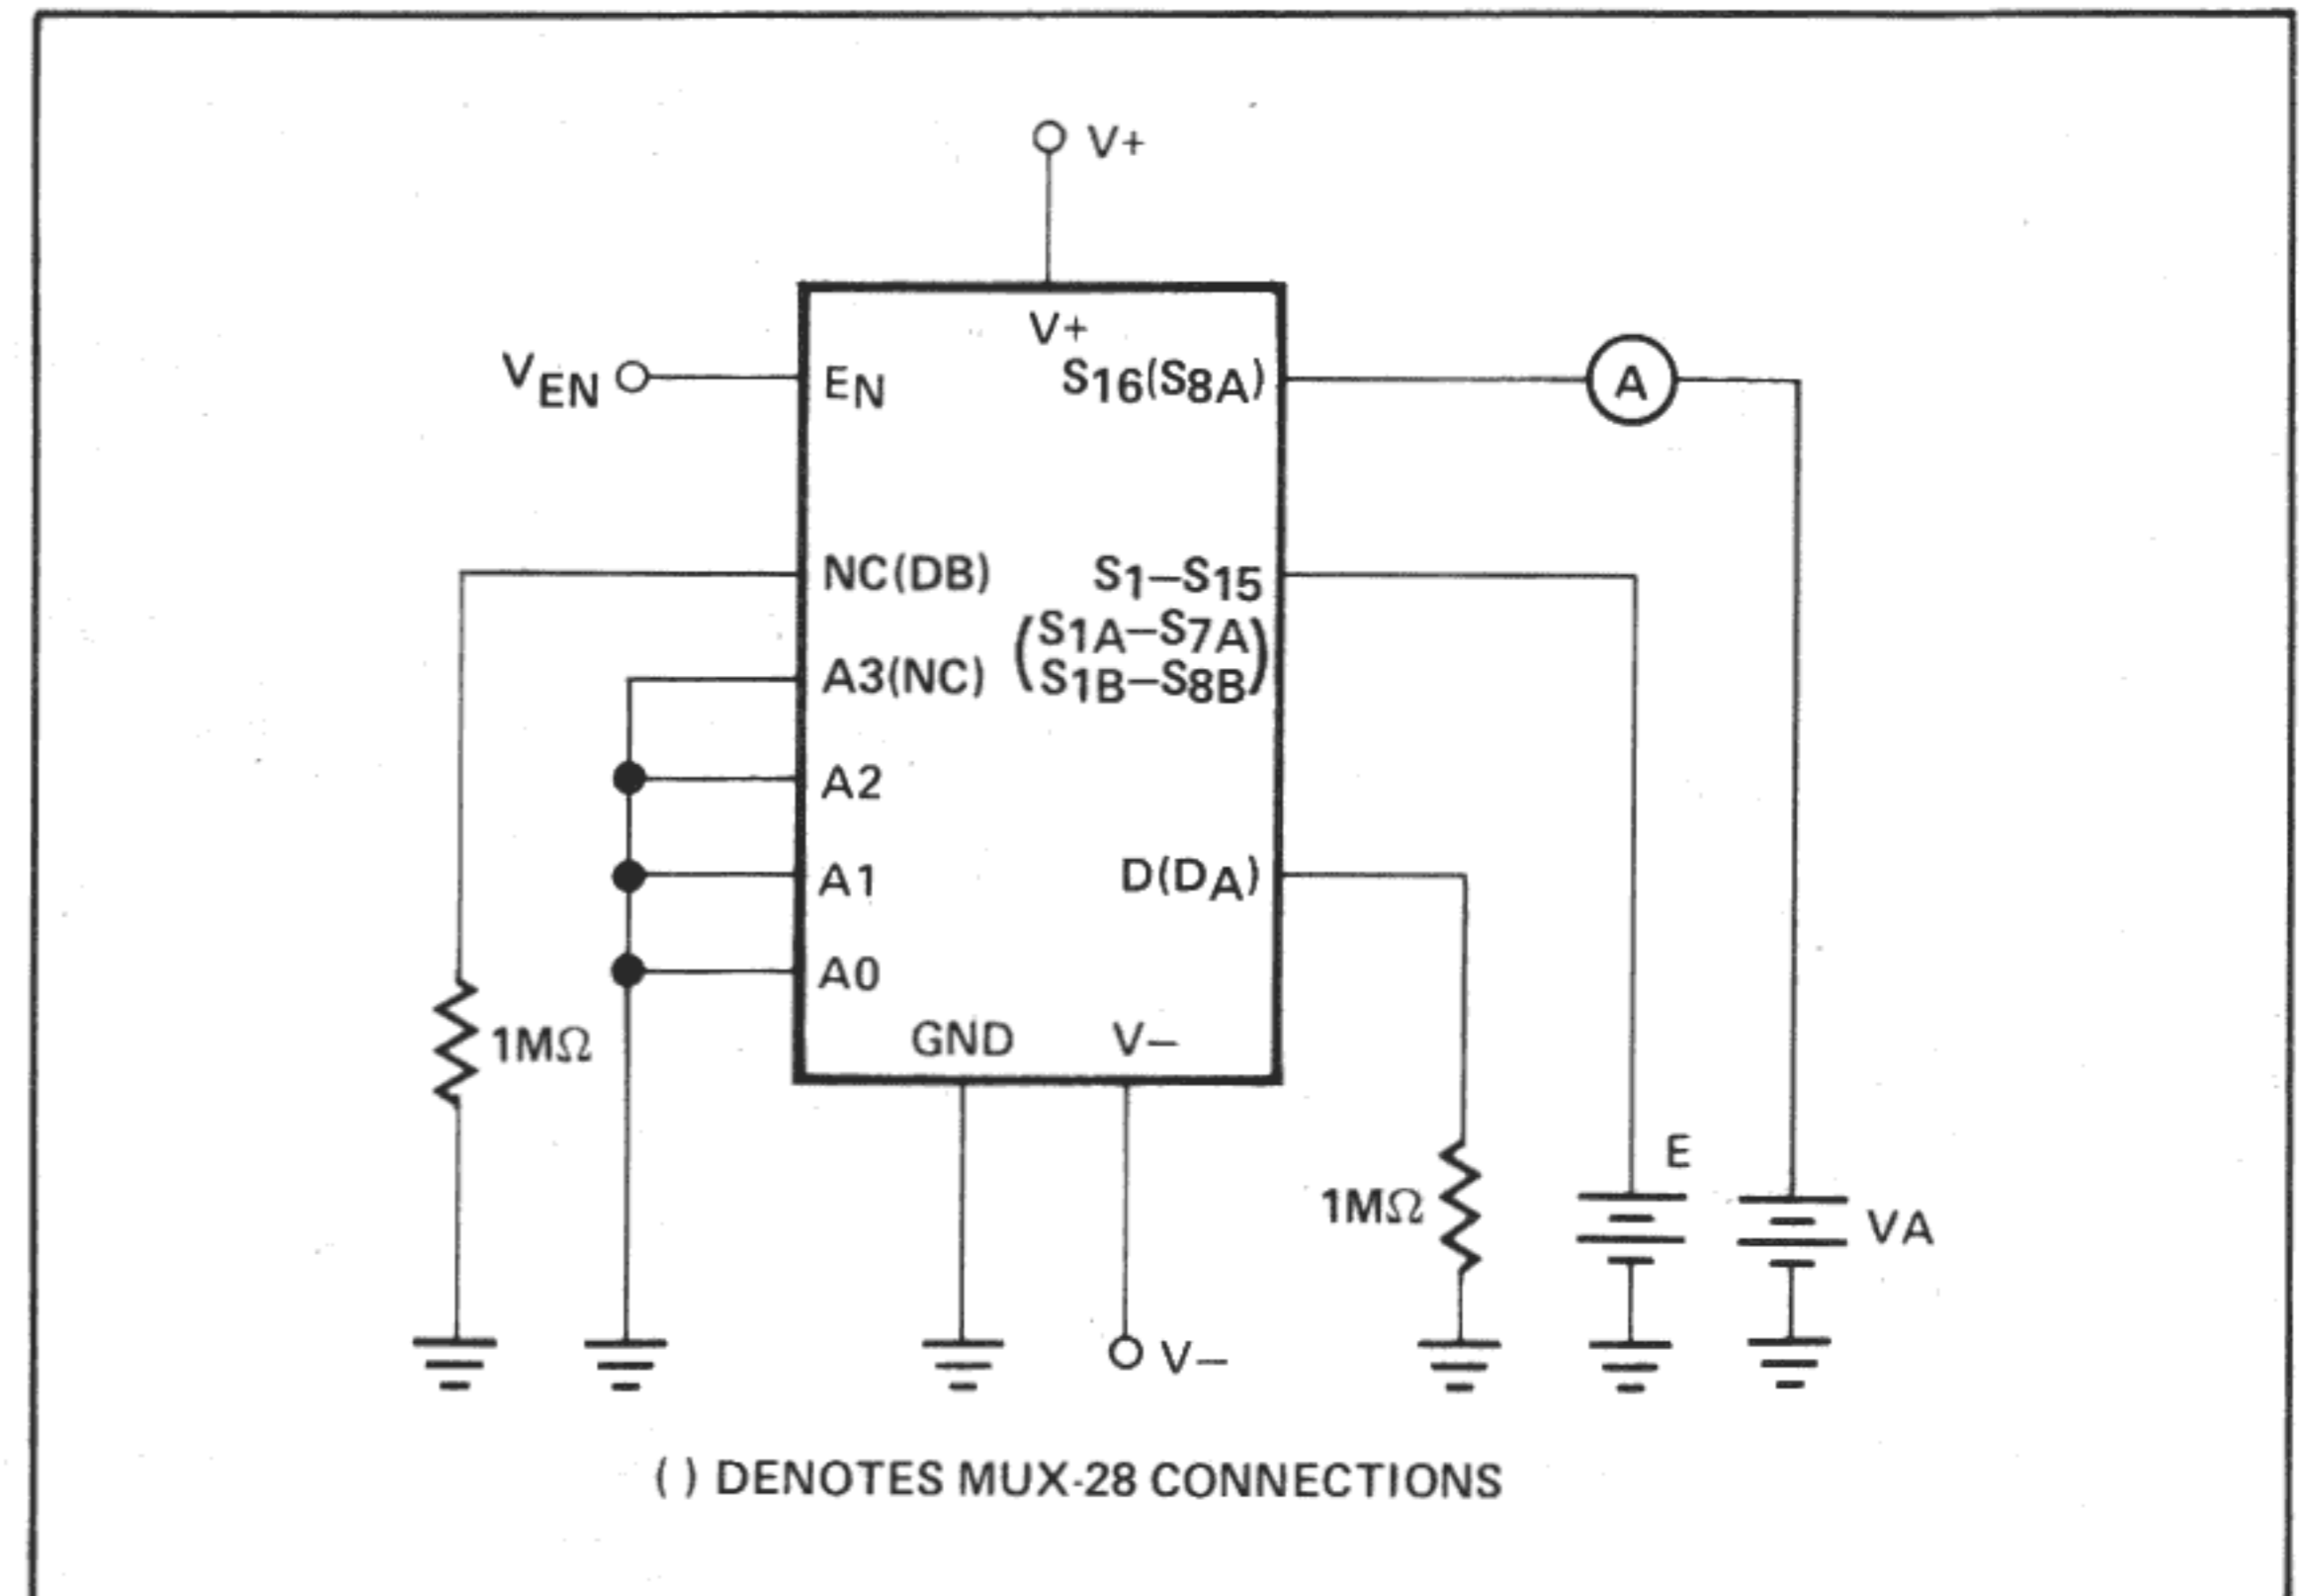 V+
V+
VEN
EN
S16(S8A)
A
NC(DB)
S1–S15
(S1A–S7A
S1B–S8B)
A3(NC)
A2
A1
D(DA)
A0
1MΩ
GND
V–
E
1MΩ
VA
V–
( ) DENOTES MUX-28 CONNECTIONS